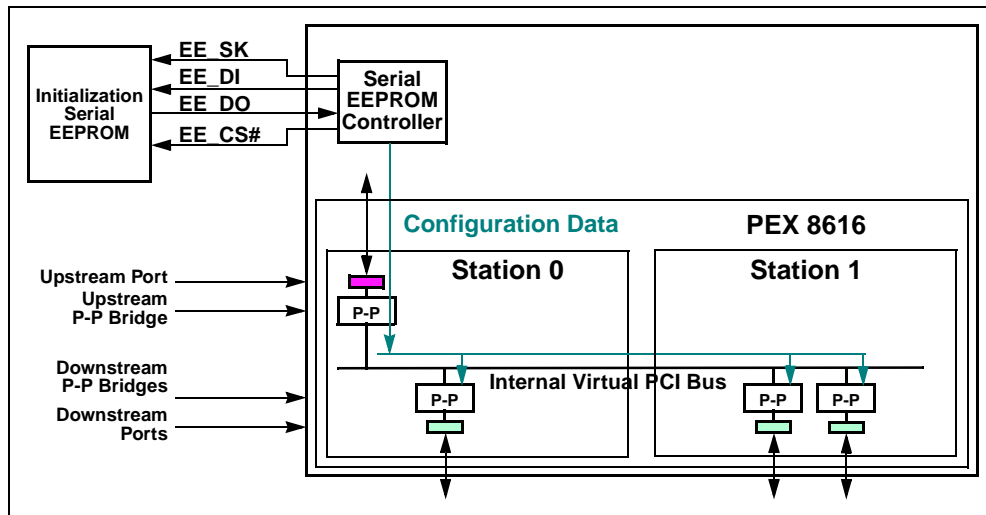 EE_SK
EE_DI
EE_DO
EE_CS#
Initialization
Serial
EEPROM
Serial
EEPROM
Controller
Configuration Data
PEX 8616
Station 0
Station 1
Upstream Port
Upstream
P-P Bridge
P-P
Downstream
P-P Bridges
Internal Virtual PCI Bus
P-P
P-P
P-P
Downstream
Ports